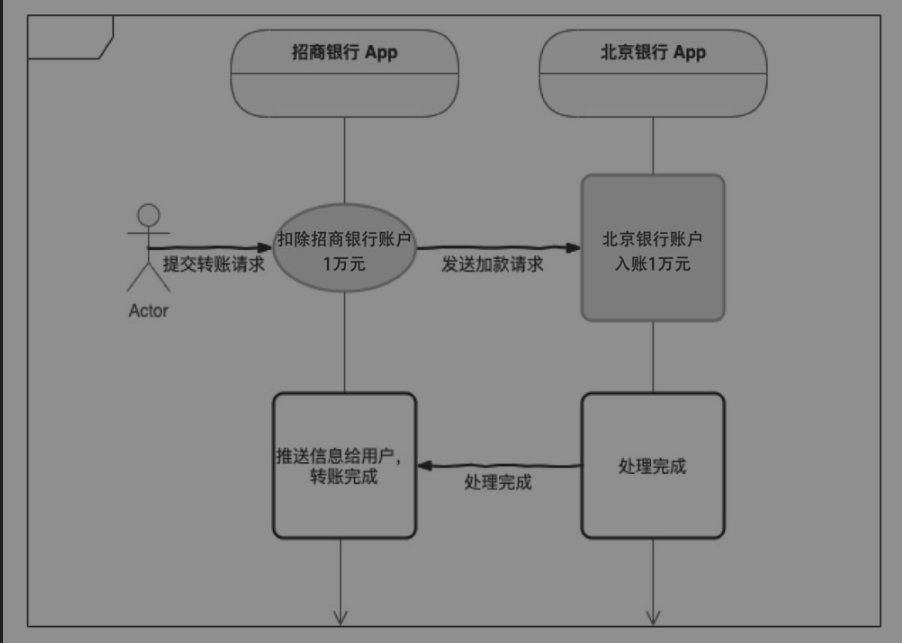 招商银行 App
北京银行 App
扣除招商银行账户
1万元
北京银行账户
入账1万元
提交转账请求
发送加款请求
Actor
推送信息给用户，
转账完成
处理完成
处理完成